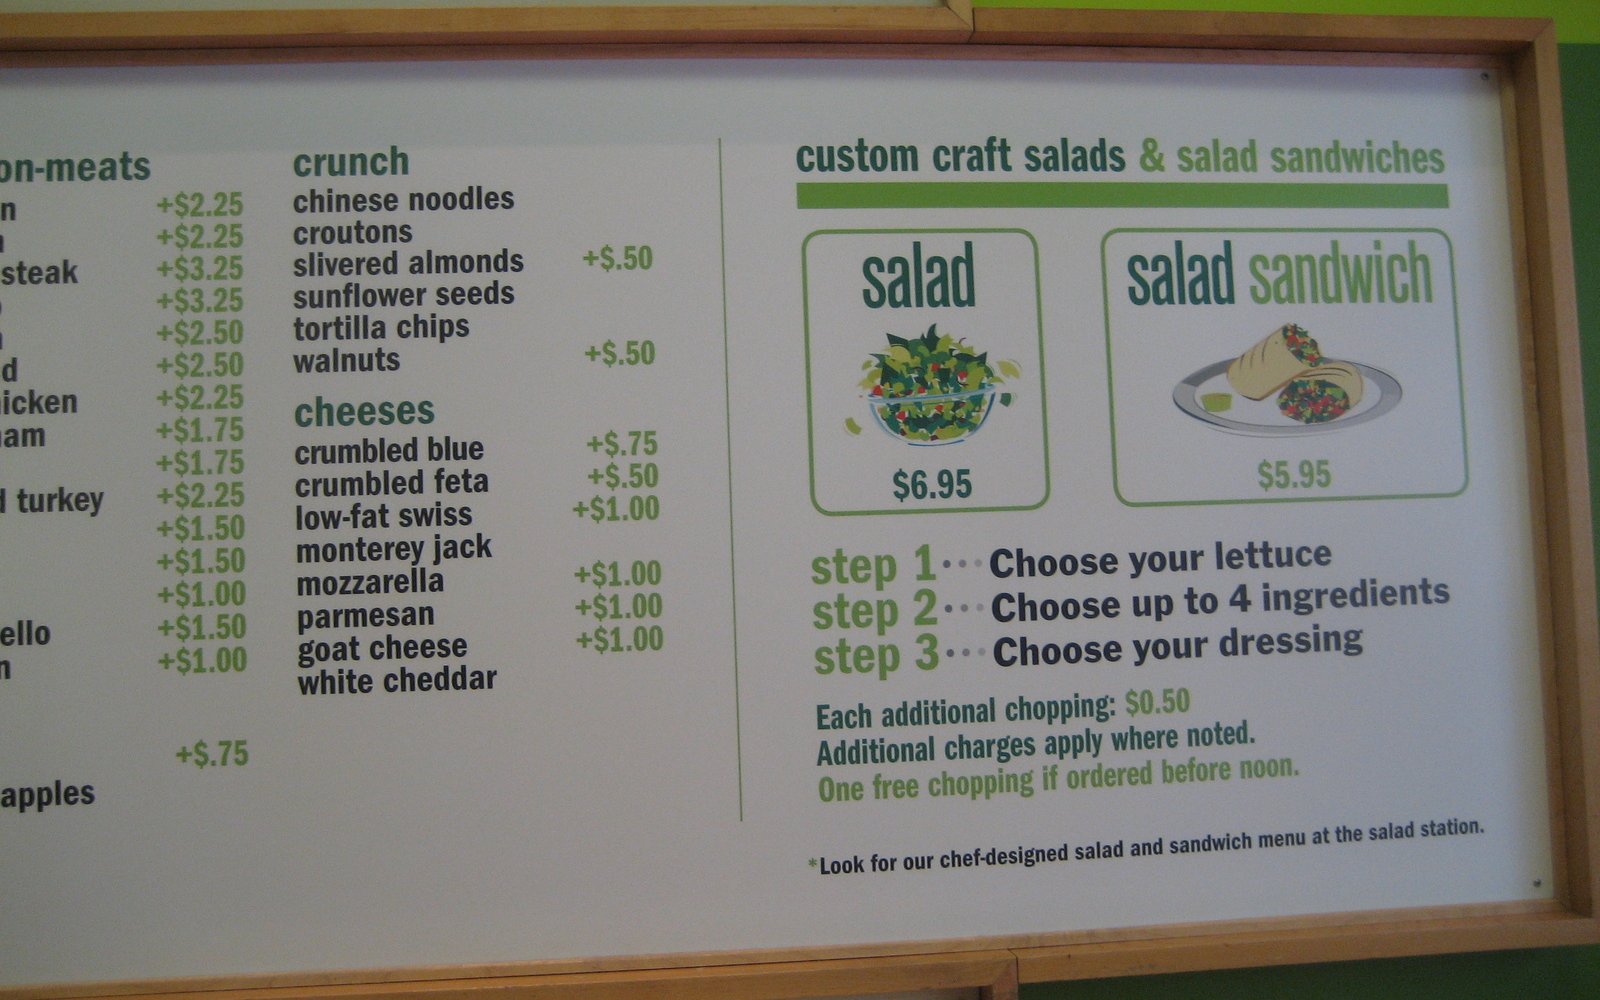 on-meats
n +$2.25
+$2.25
steak +$3.25
+$3.25
+$2.50
d +$2.50
icken +$2.25
am +$1.75
+$1.75
d turkey +$2.25
+$1.50
+$1.50
+$1.00
ello +$1.50
n +$1.00
+$.75
apples
crunch
chinese noodles
croutons
slivered almonds +$.50
sunflower seeds
tortilla chips
walnuts +$.50
cheeses
crumbled blue +$.75
crumbled feta +$.50
low-fat swiss +$1.00
monterey jack
mozzarella +$1.00
parmesan +$1.00
goat cheese +$1.00
white cheddar
custom craft salads & salad sandwiches
salad
$6.95
salad sandwich
$5.95
step 1... Choose your lettuce
step 2... Choose up to 4 ingredients
step 3... Choose your dressing
Each additional chopping: $0.50
Additional charges apply where noted.
One free chopping if ordered before noon.
*Look for our chef-designed salad and sandwich menu at the salad station.